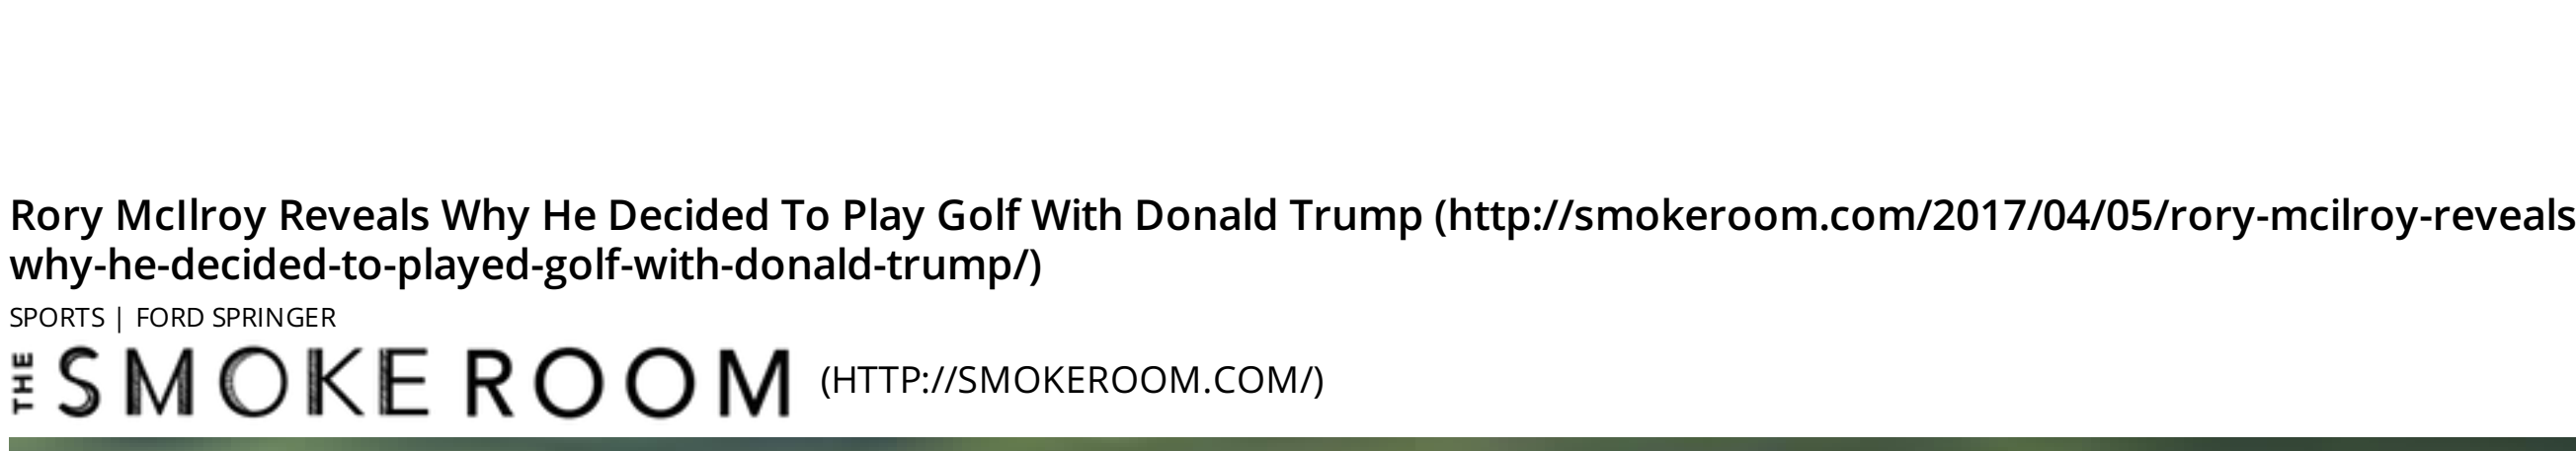 Rory McIlroy Reveals Why He Decided To Play Golf With Donald Trump (http://smokeroom.com/2017/04/05/rory-mcilroy-reveals
why-he-decided-to-played-golf-with-donald-trump/)
SPORTS | FORD SPRINGER
THE SMOKE ROOM (HTTP://SMOKEROOM.COM/)